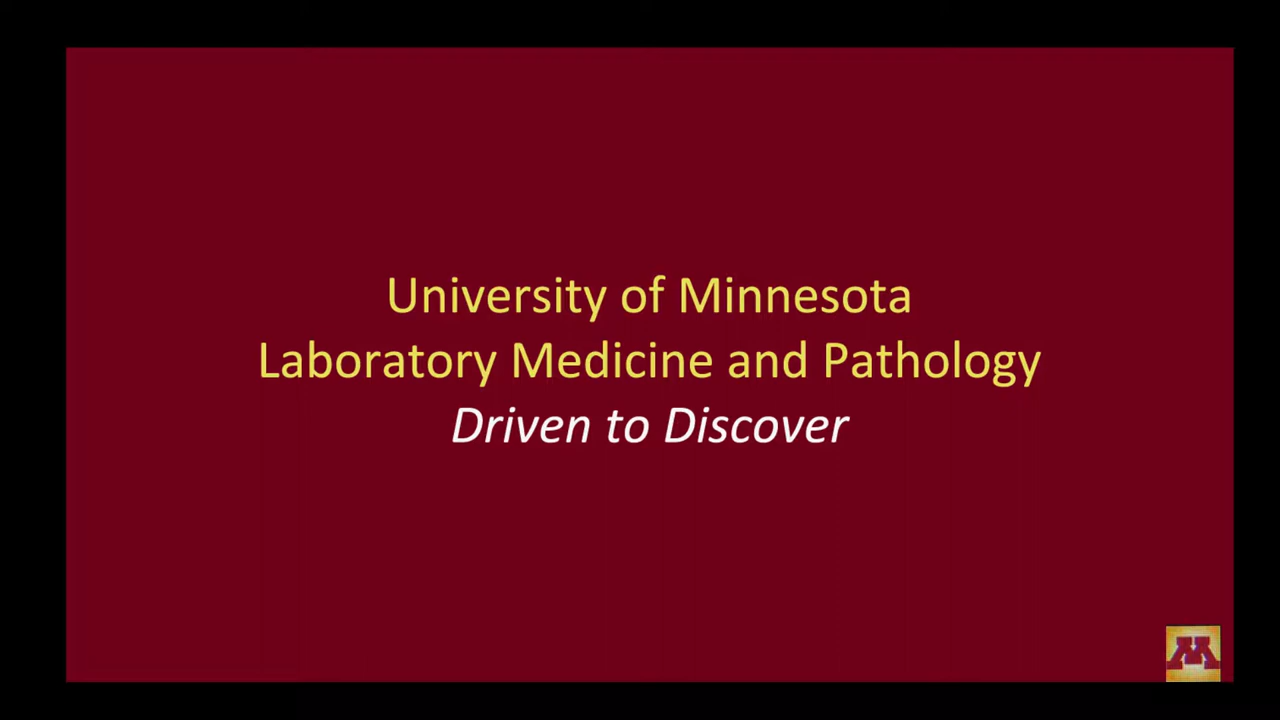 University of Minnesota
Laboratory Medicine and Pathology
Driven to Discover
M